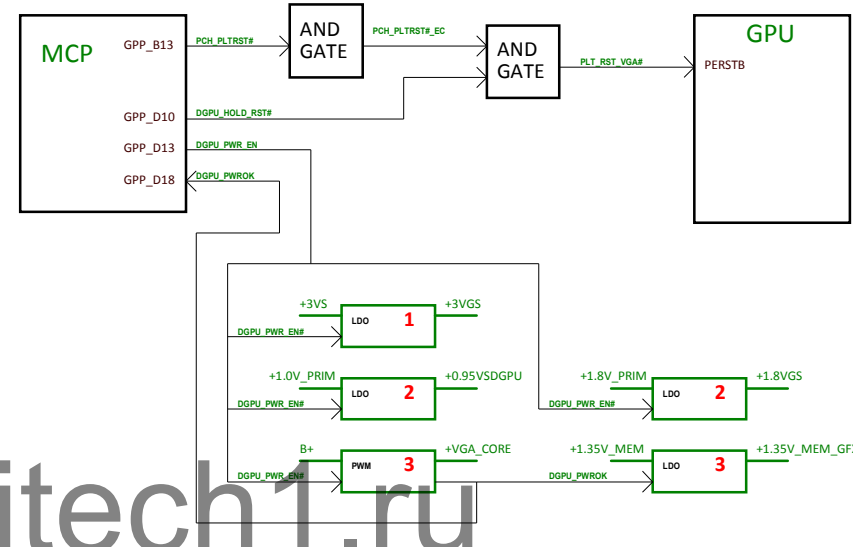 MCP
GPP_B13
PCH_PLTRST#
AND
GATE
PCH_PLTRST#_EC
AND
GATE
PLT_RST_VGA#
GPU
PERSTB
GPP_D10
DGPU_HOLD_RST#
GPP_D13
DGPU_PWR_EN
GPP_D18
DGPU_PWROK
+3VS
LDO
1
+3VGS
DGPU_PWR_EN#
+1.0V_PRIM
LDO
2
+0.95VSDGPU
DGPU_PWR_EN#
+1.8V_PRIM
LDO
2
+1.8VGS
DGPU_PWR_EN#
B+
PWM
3
+VGA_CORE
DGPU_PWR_EN#
+1.35V_MEM
LDO
3
+1.35V_MEM_GFX
DGPU_PWROK
itech1.ru